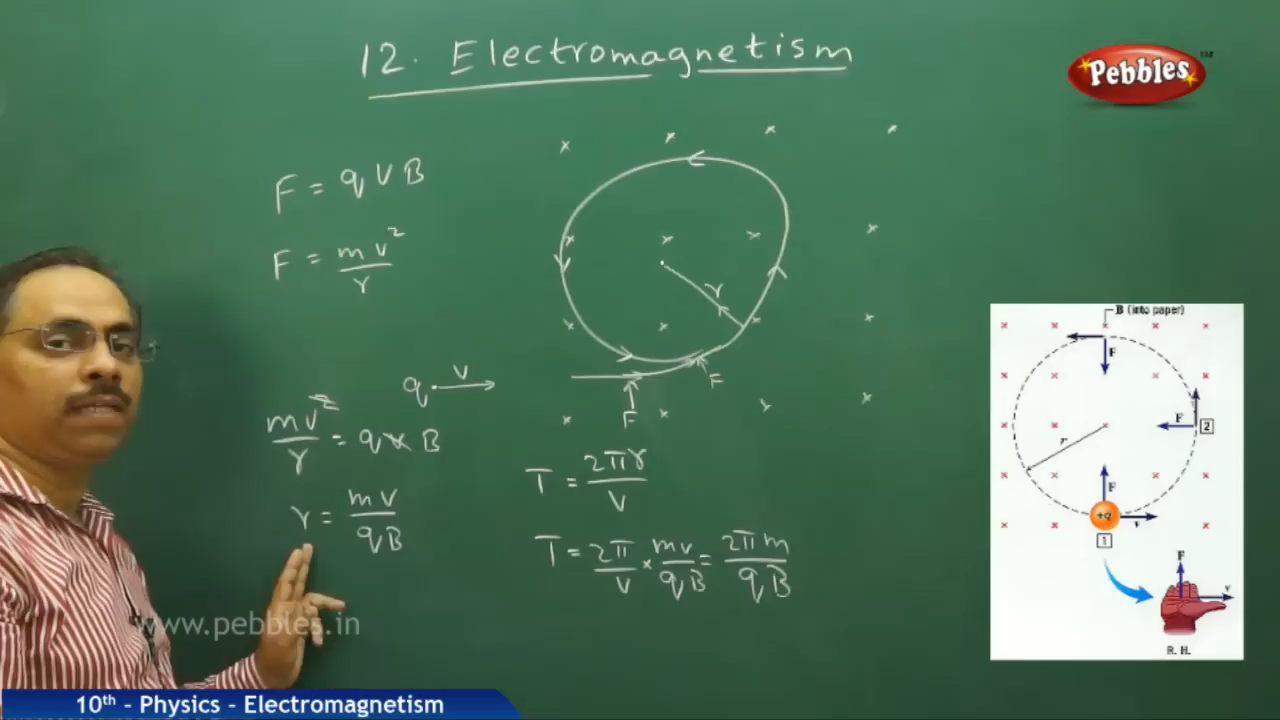 12. Electromagnetism
Pebbles™
F = qVB
F = mv²/r
q v
mv²/r = qvB
r = mv/qB
r
F
F
T = 2πr/v
T = 2π/v × mv/qB = 2πm/qB
B (into paper)
F
F
2
r
F
+q
v
1
F
v
R. H.
www.pebbles.in
10th - Physics - Electromagnetism